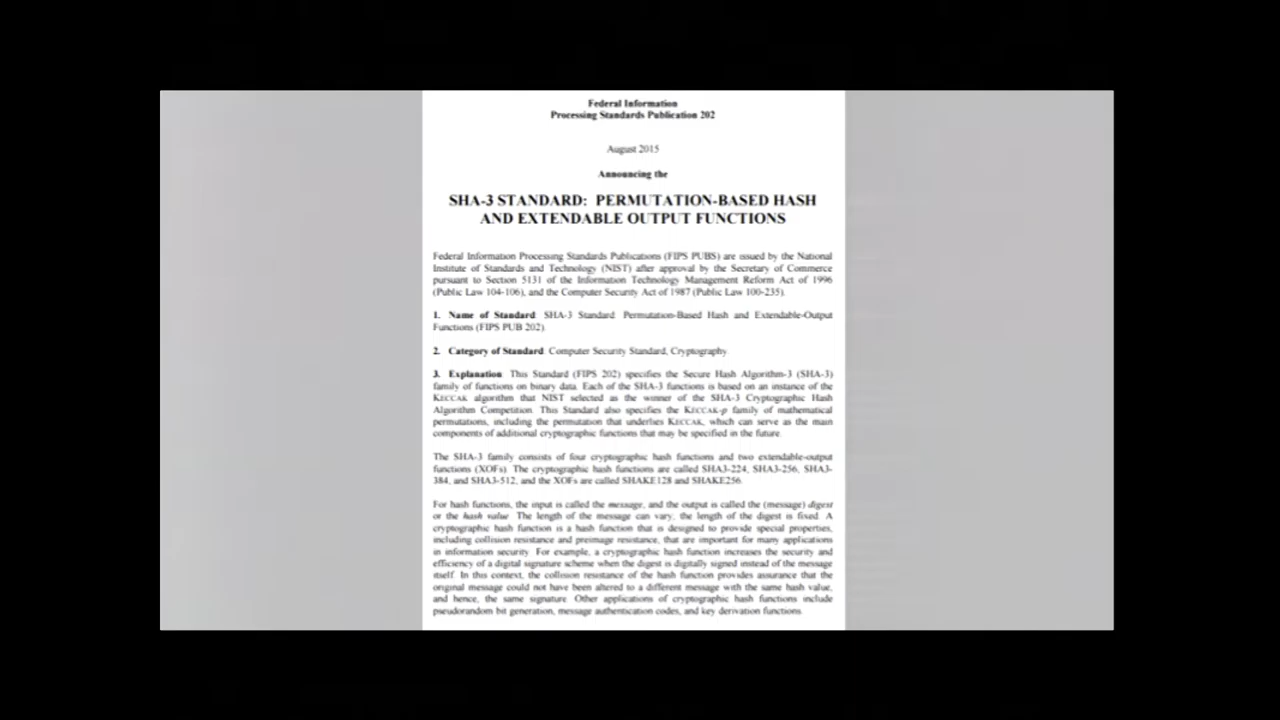 Federal Information
Processing Standards Publication 202
August 2015
Announcing the
SHA-3 STANDARD: PERMUTATION-BASED HASH
AND EXTENDABLE OUTPUT FUNCTIONS
Federal Information Processing Standards Publications (FIPS PUBS) are issued by the National
Institute of Standards and Technology (NIST) after approval by the Secretary of Commerce
pursuant to Section 5131 of the Information Technology Management Reform Act of 1996
(Public Law 104-106), and the Computer Security Act of 1987 (Public Law 100-235).
1. Name of Standard. SHA-3 Standard: Permutation-Based Hash and Extendable-Output
Functions (FIPS PUB 202).
2. Category of Standard. Computer Security Standard, Cryptography.
3. Explanation. This Standard (FIPS 202) specifies the Secure Hash Algorithm-3 (SHA-3)
family of functions on binary data. Each of the SHA-3 functions is based on an instance of the
KECCAK algorithm that NIST selected as the winner of the SHA-3 Cryptographic Hash
Algorithm Competition. This Standard also specifies the KECCAK-p family of mathematical
permutations, including the permutation that underlies KECCAK, which can serve as the main
components of additional cryptographic functions that may be specified in the future.
The SHA-3 family consists of four cryptographic hash functions and two extendable-output
functions (XOFs). The cryptographic hash functions are called SHA3-224, SHA3-256, SHA3-
384, and SHA3-512, and the XOFs are called SHAKE128 and SHAKE256.
For hash functions, the input is called the message, and the output is called the (message) digest
or the hash value. The length of the message can vary; the length of the digest is fixed. A
cryptographic hash function is a hash function that is designed to provide special properties,
including collision resistance and preimage resistance, that are important for many applications
in information security. For example, a cryptographic hash function increases the security and
efficiency of a digital signature scheme when the digest is digitally signed instead of the message
itself. In this context, the collision resistance of the hash function provides assurance that the
original message could not have been altered to a different message with the same hash value,
and hence, the same signature. Other applications of cryptographic hash functions include
pseudorandom bit generation, message authentication codes, and key derivation functions.